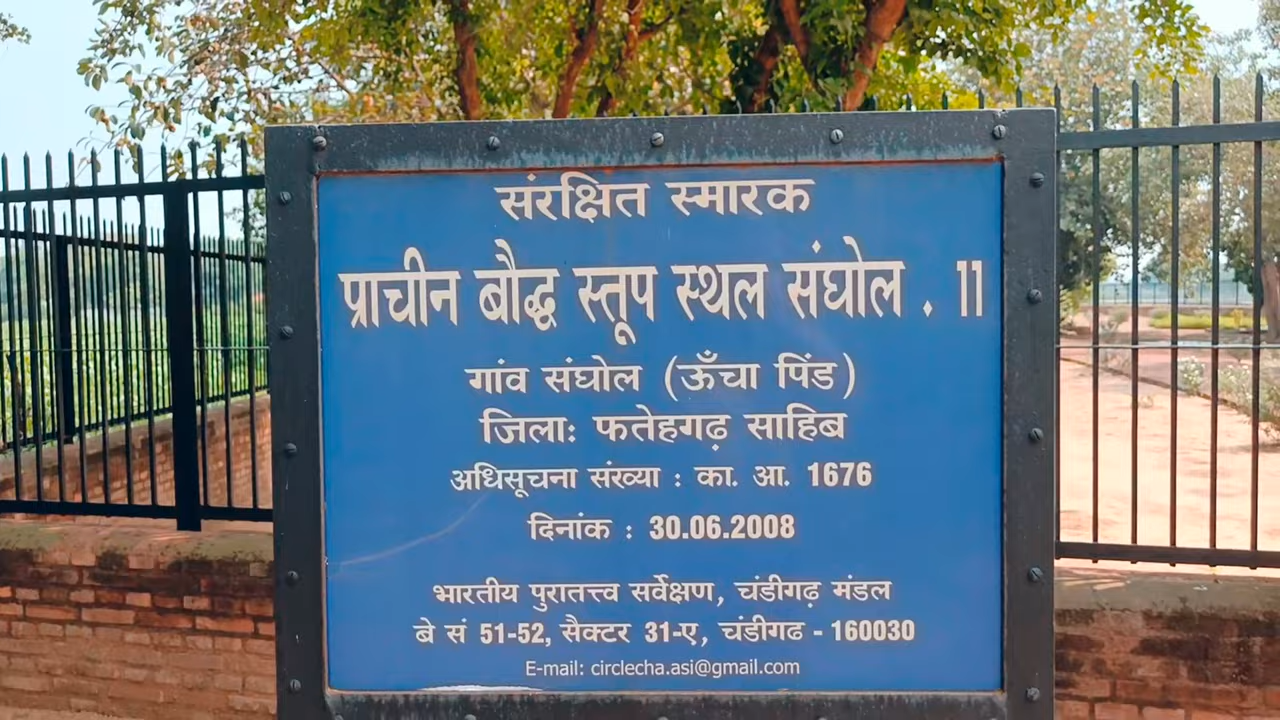 संरक्षित स्मारक
प्राचीन बौद्ध स्तूप स्थल संघोल . 11
गांव संघोल (ऊँचा पिंड)
जिलाः फतेहगढ़ साहिब
अधिसूचना संख्या : का. आ. 1676
दिनांक : 30.06.2008
भारतीय पुरातत्त्व सर्वेक्षण, चंडीगढ़ मंडल
बे सं 51-52, सैक्टर 31-ए, चंडीगढ - 160030
E-mail: circlecha.asi@gmail.com